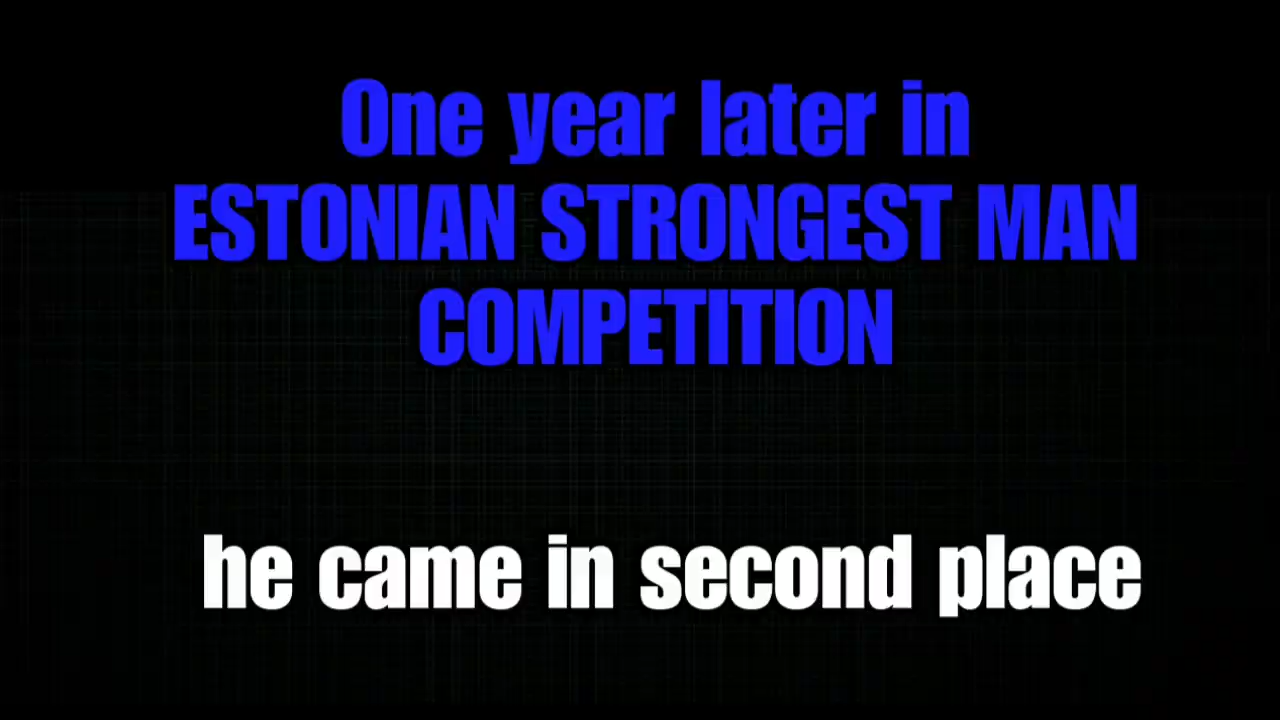 One year later in
ESTONIAN STRONGEST MAN
COMPETITION
he came in second place